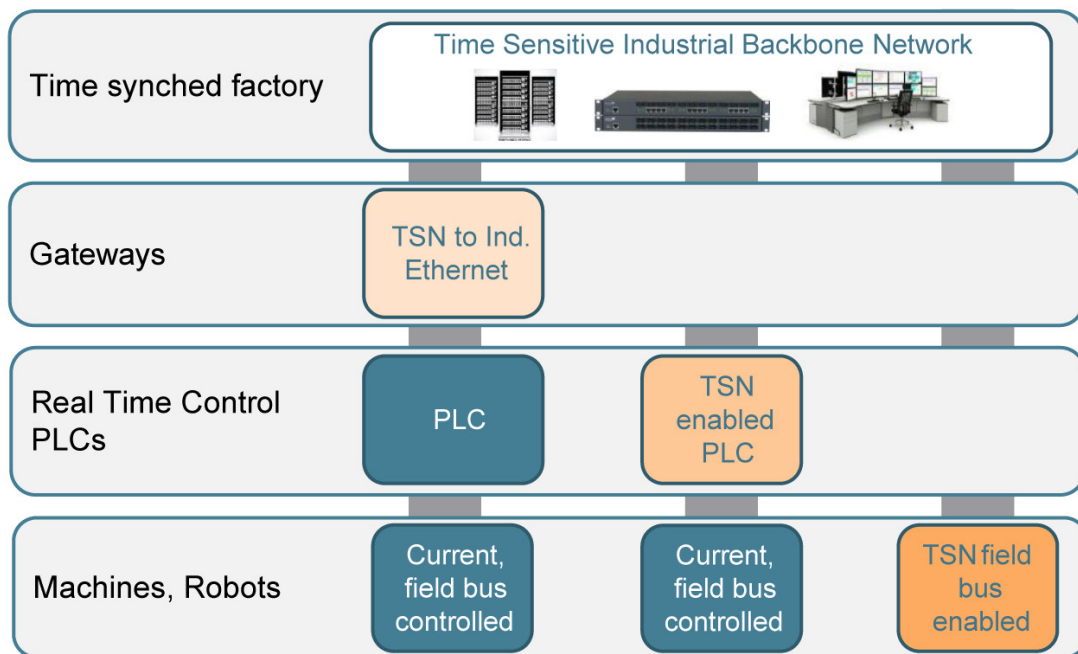 Time Sensitive Industrial Backbone Network
Time synched factory
Gateways
TSN to Ind.
Ethernet
Real Time Control
PLCs
PLC
TSN
enabled
PLC
Machines, Robots
Current,
field bus
controlled
Current,
field bus
controlled
TSN field
bus
enabled